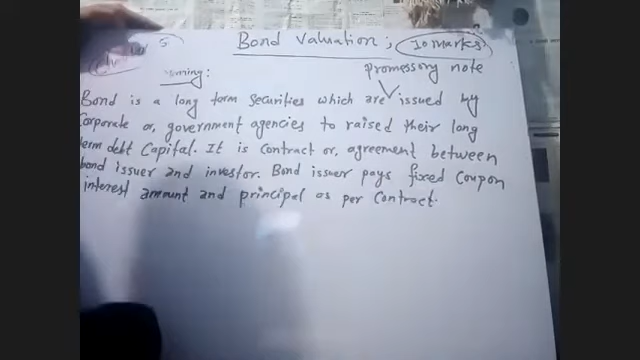 Bond Valuation; 10 Marks
5
promessory note
Bond is a long term securities which are issued by
Corporate or, government agencies to raised their long
term debt Capital. It is contract or, agreement between
bond issuer and investor. Bond issuer pays fixed coupon
interest amount and principal as per Contract.